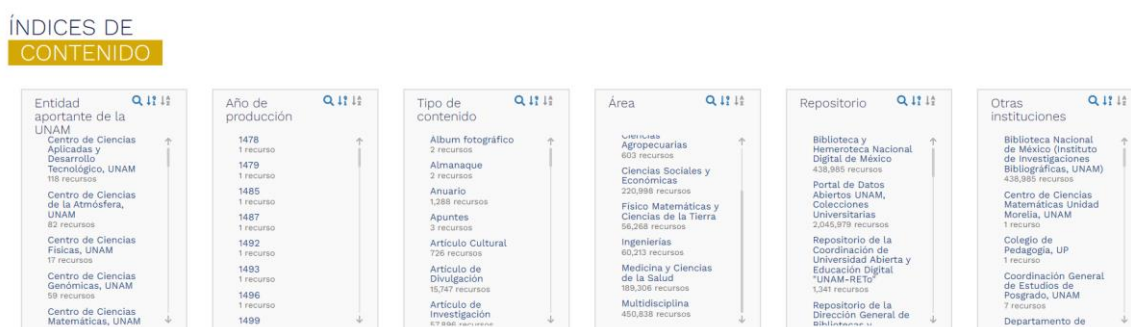 ÍNDICES DE
CONTENIDO
Entidad
aportante de la
UNAM
Centro de Ciencias
Aplicadas y
Desarrollo
Tecnológico, UNAM
118 recursos
Centro de Ciencias
de la Atmósfera,
UNAM
82 recursos
Centro de Ciencias
Físicas, UNAM
17 recursos
Centro de Ciencias
Genómicas, UNAM
59 recursos
Centro de Ciencias
Matemáticas, UNAM
Año de
producción
1478
1 recurso
1479
1 recurso
1485
1 recurso
1487
1 recurso
1492
1 recurso
1493
1 recurso
1496
1 recurso
1499
Tipo de
contenido
Album fotográfico
2 recursos
Almanaque
2 recursos
Anuario
1,288 recursos
Apuntes
3 recursos
Artículo Cultural
726 recursos
Artículo de
Divulgación
15,747 recursos
Artículo de
Investigación
57,896 recursos
Área
Ciencias
Agropecuarias
603 recursos
Ciencias Sociales y
Económicas
220,998 recursos
Físico Matemáticas y
Ciencias de la Tierra
56,268 recursos
Ingenierías
60,213 recursos
Medicina y Ciencias
de la Salud
189,306 recursos
Multidisciplina
450,838 recursos
Repositorio
Biblioteca y
Hemeroteca Nacional
Digital de México
438,985 recursos
Portal de Datos
Abiertos UNAM,
Colecciones
Universitarias
2,045,979 recursos
Repositorio de la
Coordinación de
Universidad Abierta y
Educación Digital
"UNAM-RETo"
1,341 recursos
Repositorio de la
Dirección General de
Bibliotecas y
Otras
instituciones
Biblioteca Nacional
de México (Instituto
de Investigaciones
Bibliográficas, UNAM)
438,985 recursos
Centro de Ciencias
Matemáticas Unidad
Morelia, UNAM
1 recurso
Colegio de
Pedagogía, UP
1 recurso
Coordinación General
de Estudios de
Posgrado, UNAM
7 recursos
Departamento de